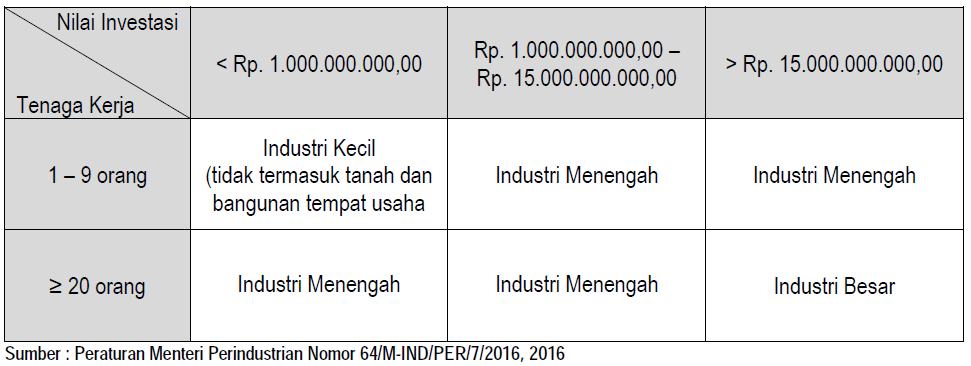 Nilai Investasi
Tenaga Kerja
< Rp. 1.000.000.000,00
Rp. 1.000.000.000,00 –
Rp. 15.000.000.000,00
> Rp. 15.000.000.000,00
1 – 9 orang
Industri Kecil
(tidak termasuk tanah dan
bangunan tempat usaha
Industri Menengah
Industri Menengah
≥ 20 orang
Industri Menengah
Industri Menengah
Industri Besar
Sumber : Peraturan Menteri Perindustrian Nomor 64/M-IND/PER/7/2016, 2016